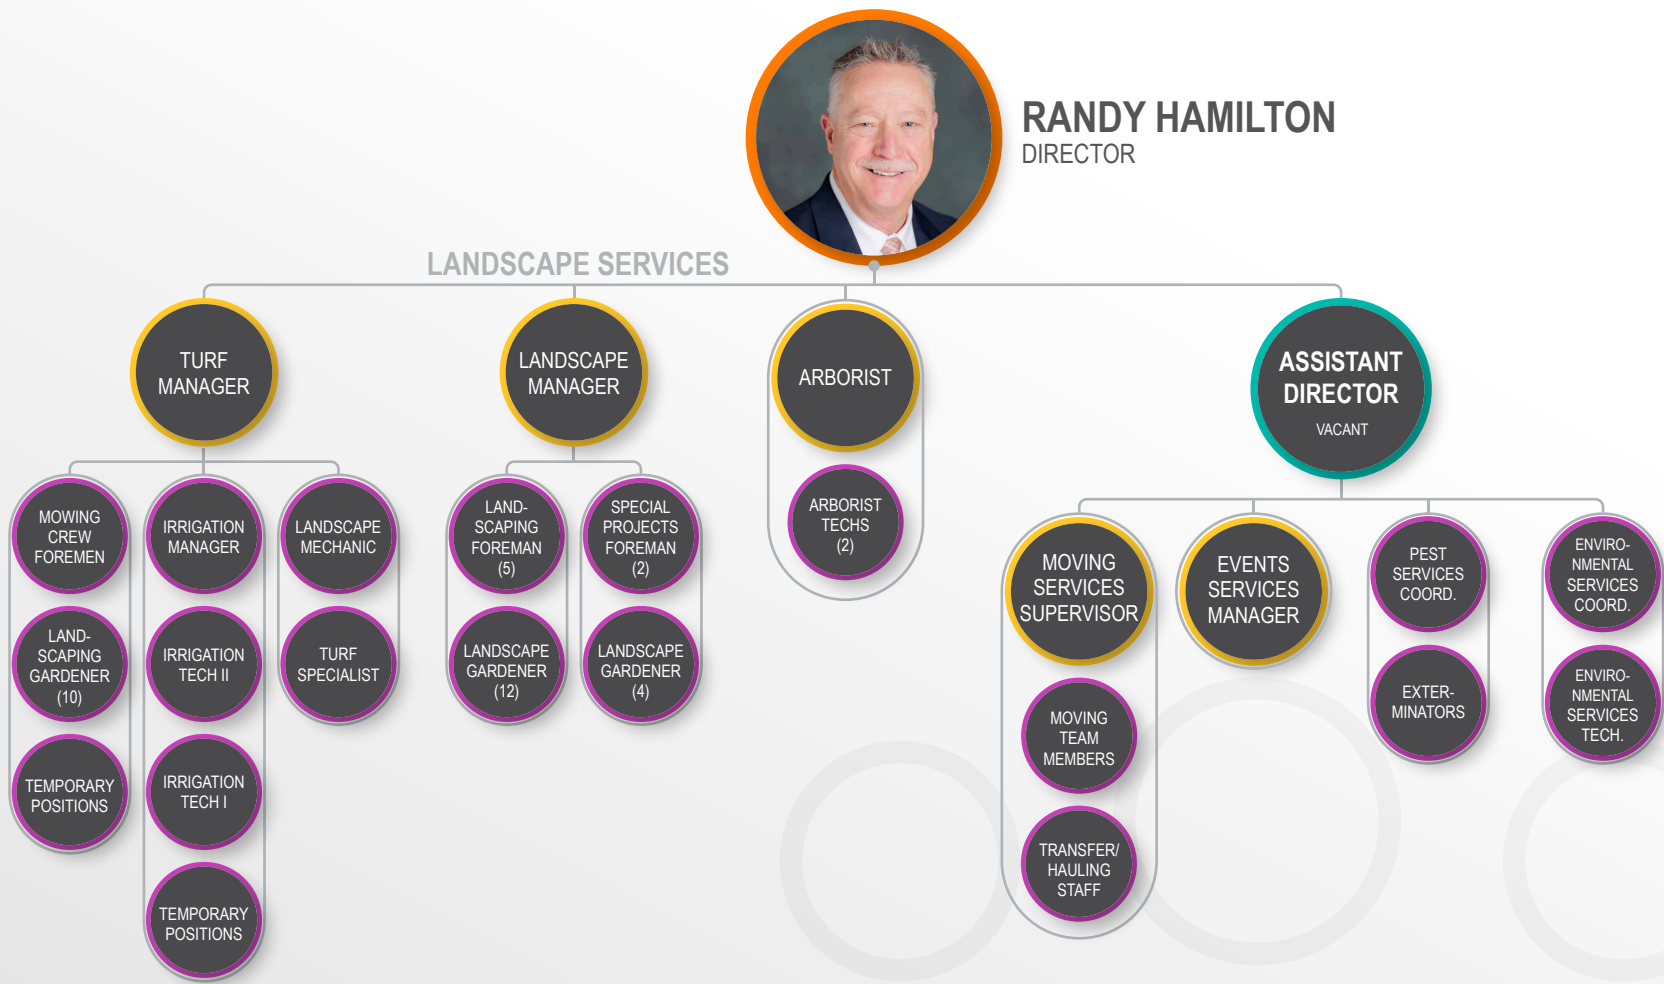 RANDY HAMILTON
DIRECTOR
LANDSCAPE SERVICES
TURF
MANAGER
LANDSCAPE
MANAGER
ARBORIST
ASSISTANT
DIRECTOR
VACANT
MOWING
CREW
FOREMEN
LAND-
SCAPING
GARDENER
(10)
TEMPORARY
POSITIONS
IRRIGATION
MANAGER
IRRIGATION
TECH II
IRRIGATION
TECH I
TEMPORARY
POSITIONS
LANDSCAPE
MECHANIC
TURF
SPECIALIST
LAND-
SCAPING
FOREMAN
(5)
LANDSCAPE
GARDENER
(12)
SPECIAL
PROJECTS
FOREMAN
(2)
LANDSCAPE
GARDENER
(4)
ARBORIST
TECHS
(2)
MOVING
SERVICES
SUPERVISOR
MOVING
TEAM
MEMBERS
TRANSFER/
HAULING
STAFF
EVENTS
SERVICES
MANAGER
PEST
SERVICES
COORD.
EXTER-
MINATORS
ENVIRO-
NMENTAL
SERVICES
COORD.
ENVIRO-
NMENTAL
SERVICES
TECH.